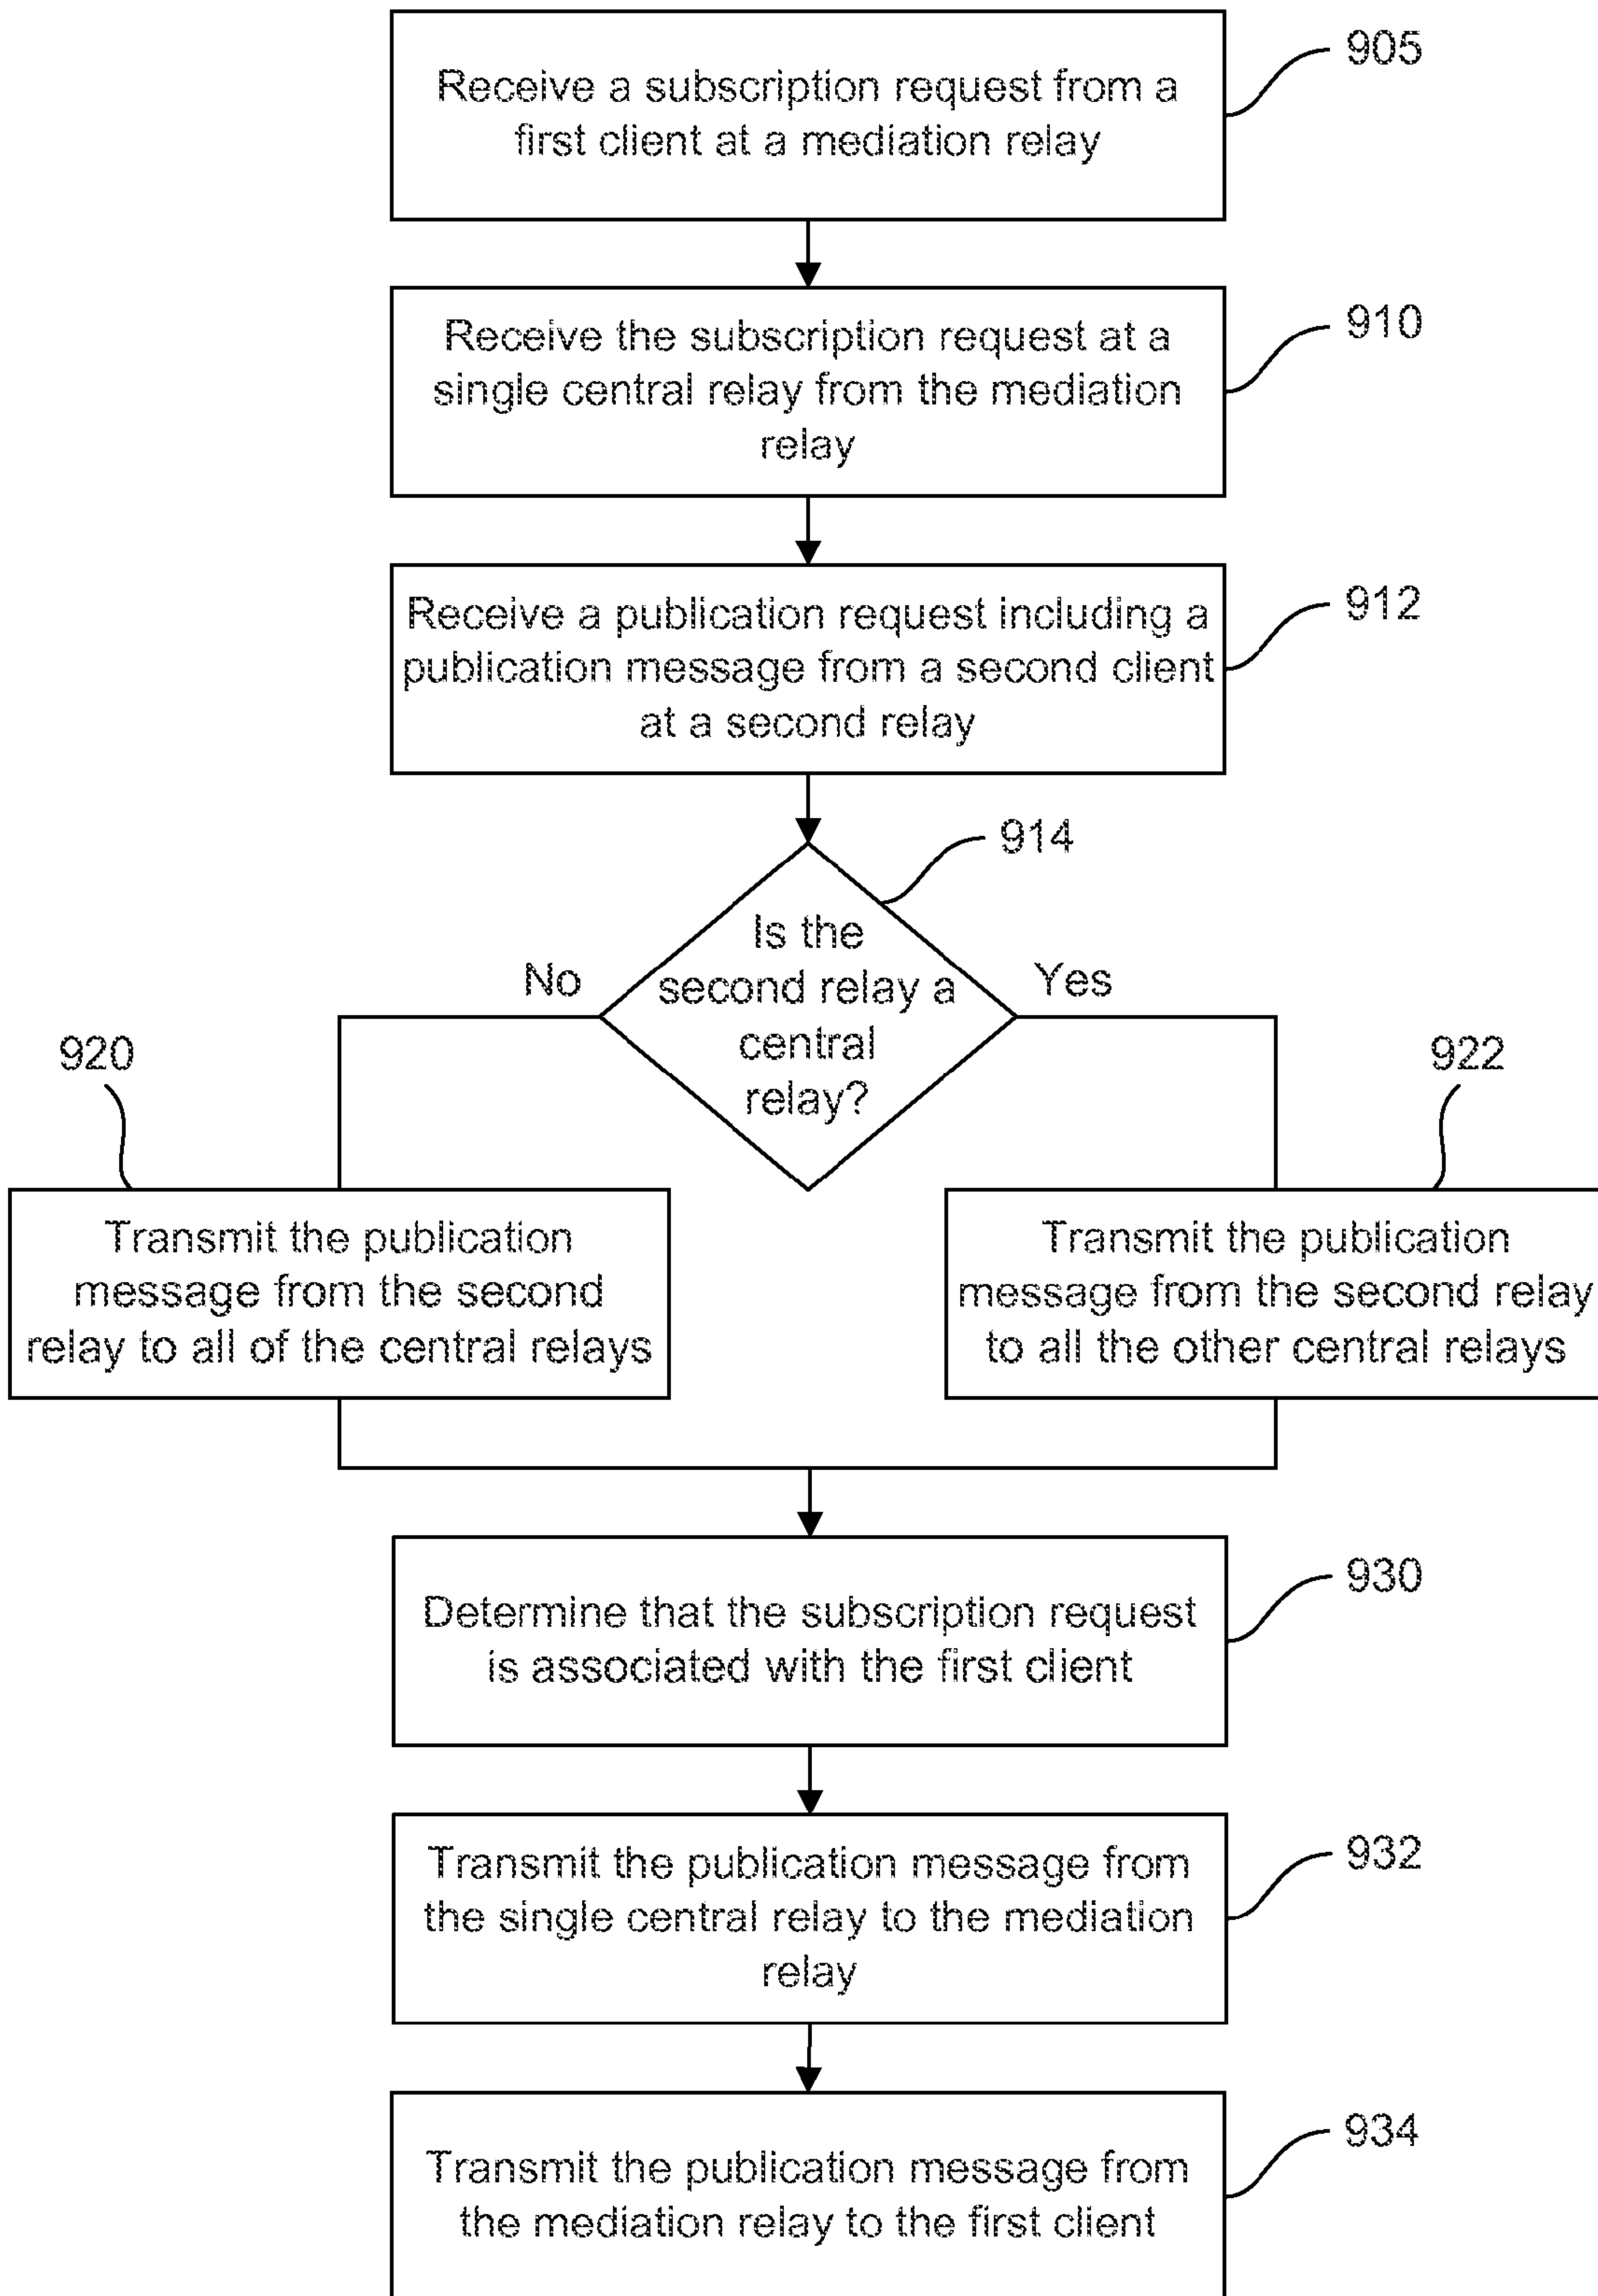 Receive a subscription request from a
first client at a mediation relay
905
Receive the subscription request at a
single central relay from the mediation
relay
910
Receive a publication request including a
publication message from a second client
at a second relay
912
914
Is the
second relay a
central
relay?
No
Yes
920
922
Transmit the publication
message from the second
relay to all of the central relays
Transmit the publication
message from the second relay
to all the other central relays
Determine that the subscription request
is associated with the first client
930
Transmit the publication message from
the single central relay to the mediation
relay
932
Transmit the publication message from
the mediation relay to the first client
934